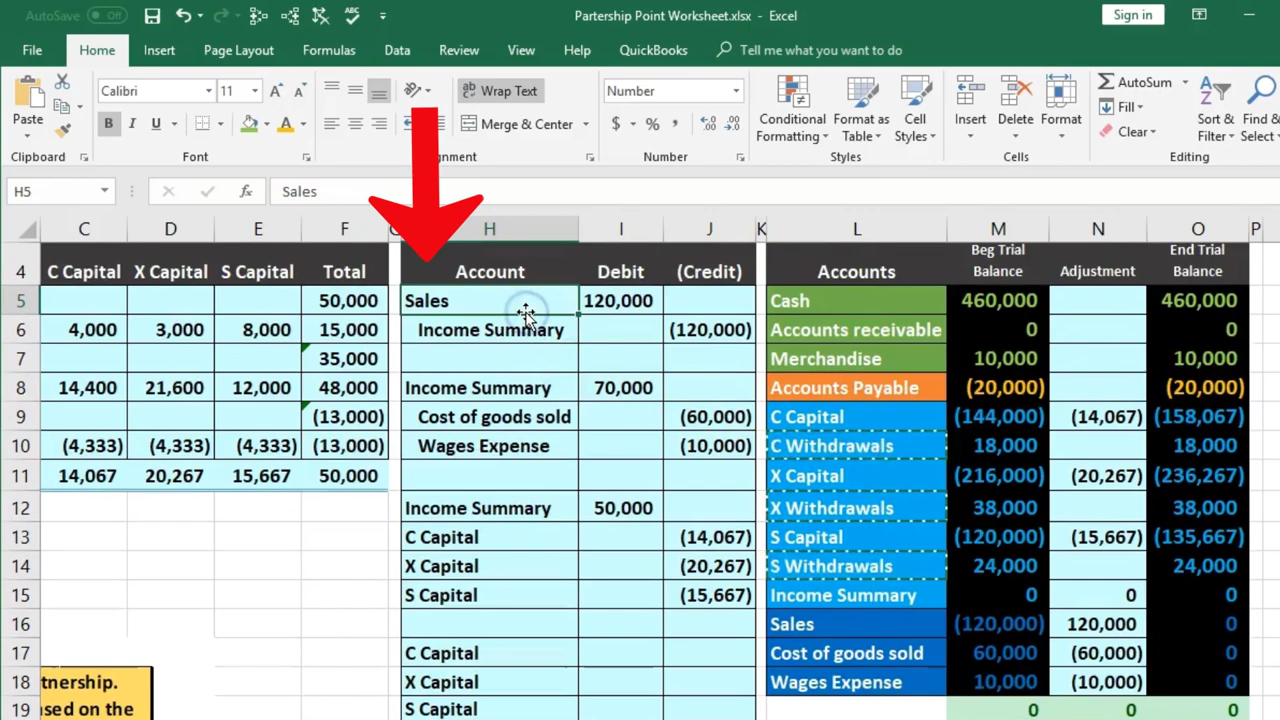 AutoSave Off Partership Point Worksheet.xlsx - Excel Sign in
File Home Insert Page Layout Formulas Data Review View Help QuickBooks Tell me what you want to do
Paste Calibri 11 A A Wrap Text Number Conditional Formatting Format as Table Cell Styles Insert Delete Format AutoSum Sort & Filter Find & Select
B I U A Merge & Center $ % , Fill Clear
Clipboard Font gnment Number Styles Cells Editing
H5 fx Sales
C D E F H I J K L M N O P
4 C Capital X Capital S Capital Total Account Debit (Credit) Accounts Beg Trial Balance Adjustment End Trial Balance
5 50,000 Sales 120,000 Cash 460,000 460,000
6 4,000 3,000 8,000 15,000 Income Summary (120,000) Accounts receivable 0 0
7 35,000 Merchandise 10,000 10,000
8 14,400 21,600 12,000 48,000 Income Summary 70,000 Accounts Payable (20,000) (20,000)
9 (13,000) Cost of goods sold (60,000) C Capital (144,000) (14,067) (158,067)
10 (4,333) (4,333) (4,333) (13,000) Wages Expense (10,000) C Withdrawals 18,000 18,000
11 14,067 20,267 15,667 50,000 X Capital (216,000) (20,267) (236,267)
12 Income Summary 50,000 X Withdrawals 38,000 38,000
13 C Capital (14,067) S Capital (120,000) (15,667) (135,667)
14 X Capital (20,267) S Withdrawals 24,000 24,000
15 S Capital (15,667) Income Summary 0 0 0
16 Sales (120,000) 120,000 0
17 C Capital Cost of goods sold 60,000 (60,000) 0
18 tnership. X Capital Wages Expense 10,000 (10,000) 0
19 ised on the S Capital 0 0 0